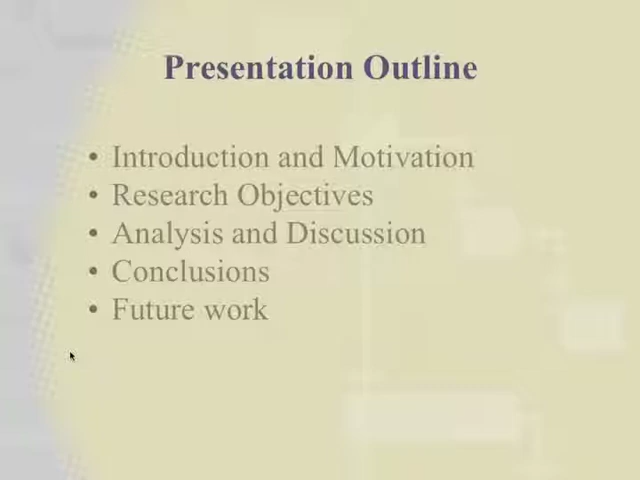 Presentation Outline
• Introduction and Motivation
• Research Objectives
• Analysis and Discussion
• Conclusions
• Future work